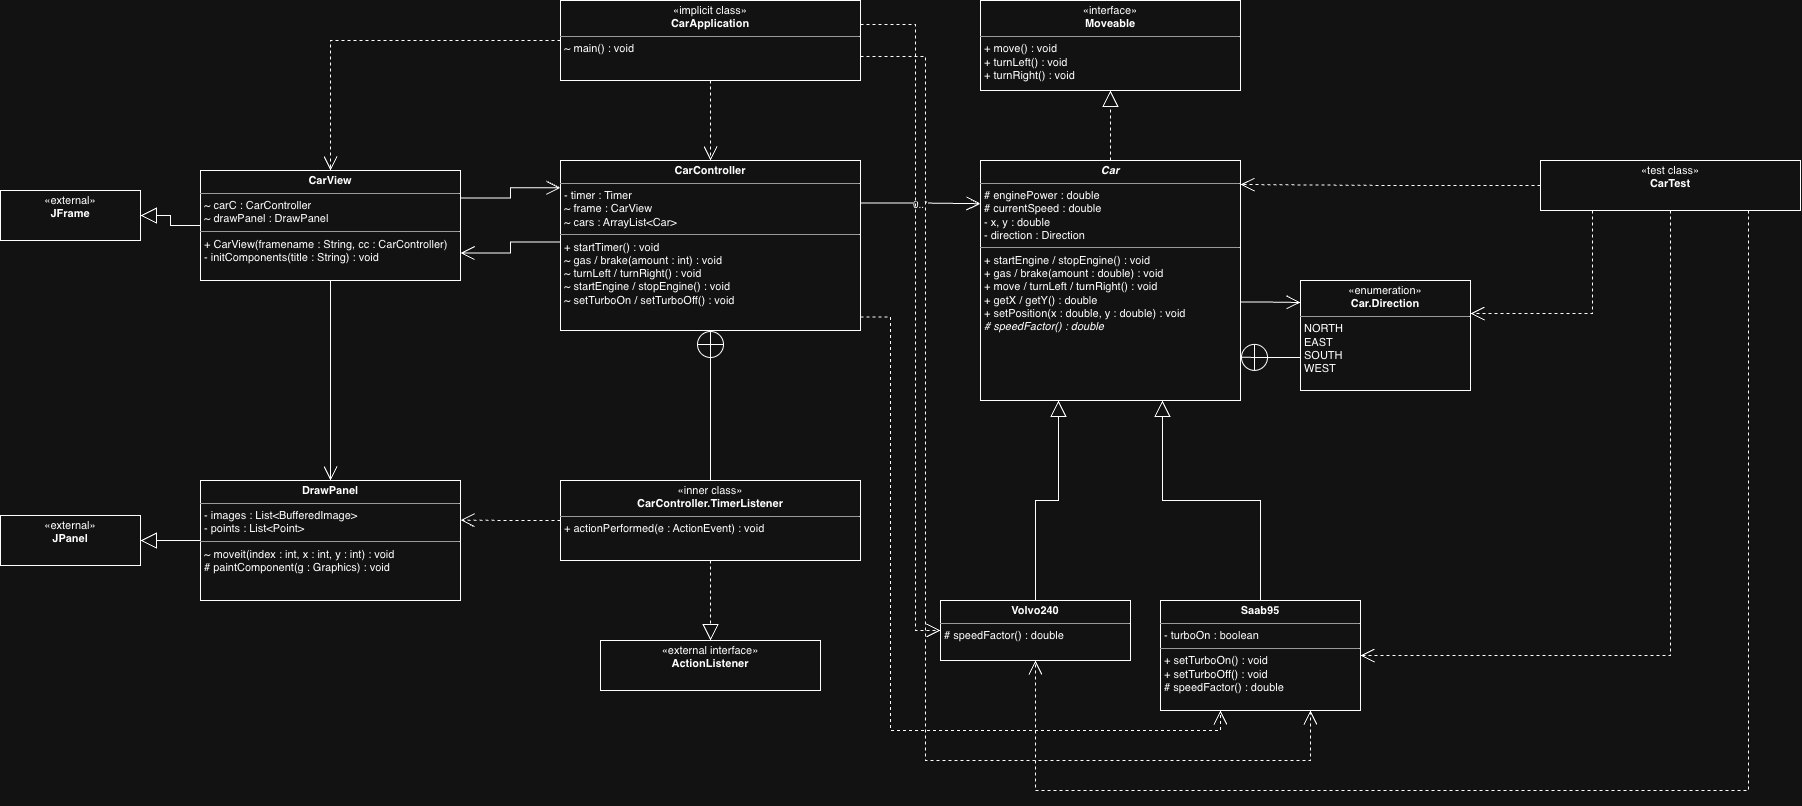 «implicit class»
CarApplication
~ main() : void
«interface»
Moveable
+ move() : void
+ turnLeft() : void
+ turnRight() : void
«external»
JFrame
CarView
~ carC : CarController
~ drawPanel : DrawPanel
+ CarView(framename : String, cc : CarController)
- initComponents(title : String) : void
CarController
- timer : Timer
~ frame : CarView
~ cars : ArrayList<Car>
+ startTimer() : void
~ gas / brake(amount : int) : void
~ turnLeft / turnRight() : void
~ startEngine / stopEngine() : void
~ setTurboOn / setTurboOff() : void
Car
# enginePower : double
# currentSpeed : double
- x, y : double
- direction : Direction
+ startEngine / stopEngine() : void
+ gas / brake(amount : double) : void
+ move / turnLeft / turnRight() : void
+ getX / getY() : double
+ setPosition(x : double, y : double) : void
# speedFactor() : double
«test class»
CarTest
«enumeration»
Car.Direction
NORTH
EAST
SOUTH
WEST
«external»
JPanel
DrawPanel
- images : List<BufferedImage>
- points : List<Point>
~ moveit(index : int, x : int, y : int) : void
# paintComponent(g : Graphics) : void
«inner class»
CarController.TimerListener
+ actionPerformed(e : ActionEvent) : void
«external interface»
ActionListener
Volvo240
# speedFactor() : double
Saab95
- turboOn : boolean
+ setTurboOn() : void
+ setTurboOff() : void
# speedFactor() : double